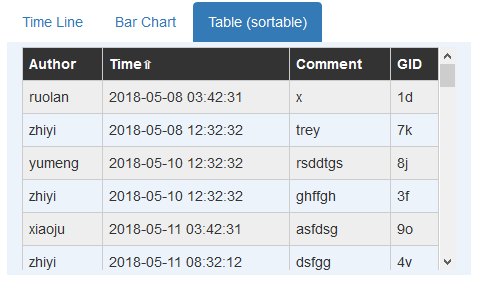 Time Line Bar Chart Table (sortable)
Author Time⇑ Comment GID
ruolan 2018-05-08 03:42:31 x 1d
zhiyi 2018-05-08 12:32:32 trey 7k
yumeng 2018-05-10 12:32:32 rsddtgs 8j
zhiyi 2018-05-10 12:32:32 ghffgh 3f
xiaoju 2018-05-11 03:42:31 asfdsg 9o
zhiyi 2018-05-11 08:32:12 dsfgg 4v